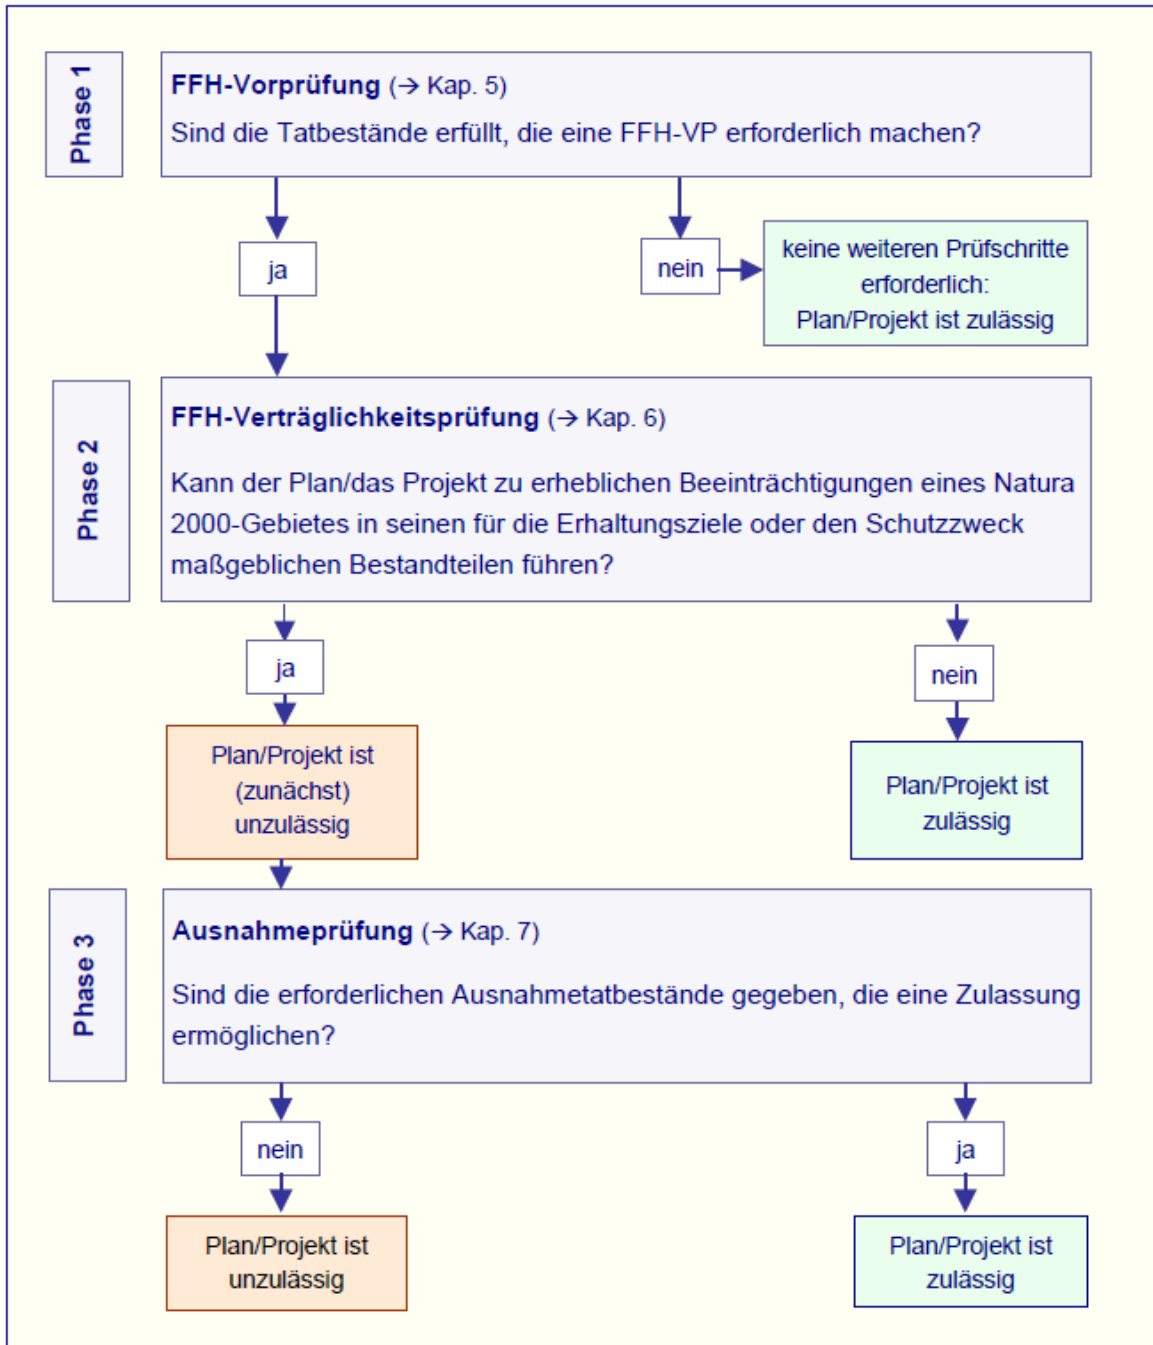 Phase 1
FFH-Vorprüfung (→ Kap. 5)
Sind die Tatbestände erfüllt, die eine FFH-VP erforderlich machen?
ja
nein
keine weiteren Prüfschritte
erforderlich:
Plan/Projekt ist zulässig
Phase 2
FFH-Verträglichkeitsprüfung (→ Kap. 6)
Kann der Plan/das Projekt zu erheblichen Beeinträchtigungen eines Natura
2000-Gebietes in seinen für die Erhaltungsziele oder den Schutzzweck
maßgeblichen Bestandteilen führen?
ja
nein
Plan/Projekt ist
(zunächst)
unzulässig
Plan/Projekt ist
zulässig
Phase 3
Ausnahmeprüfung (→ Kap. 7)
Sind die erforderlichen Ausnahmetatbestände gegeben, die eine Zulassung
ermöglichen?
nein
ja
Plan/Projekt ist
unzulässig
Plan/Projekt ist
zulässig